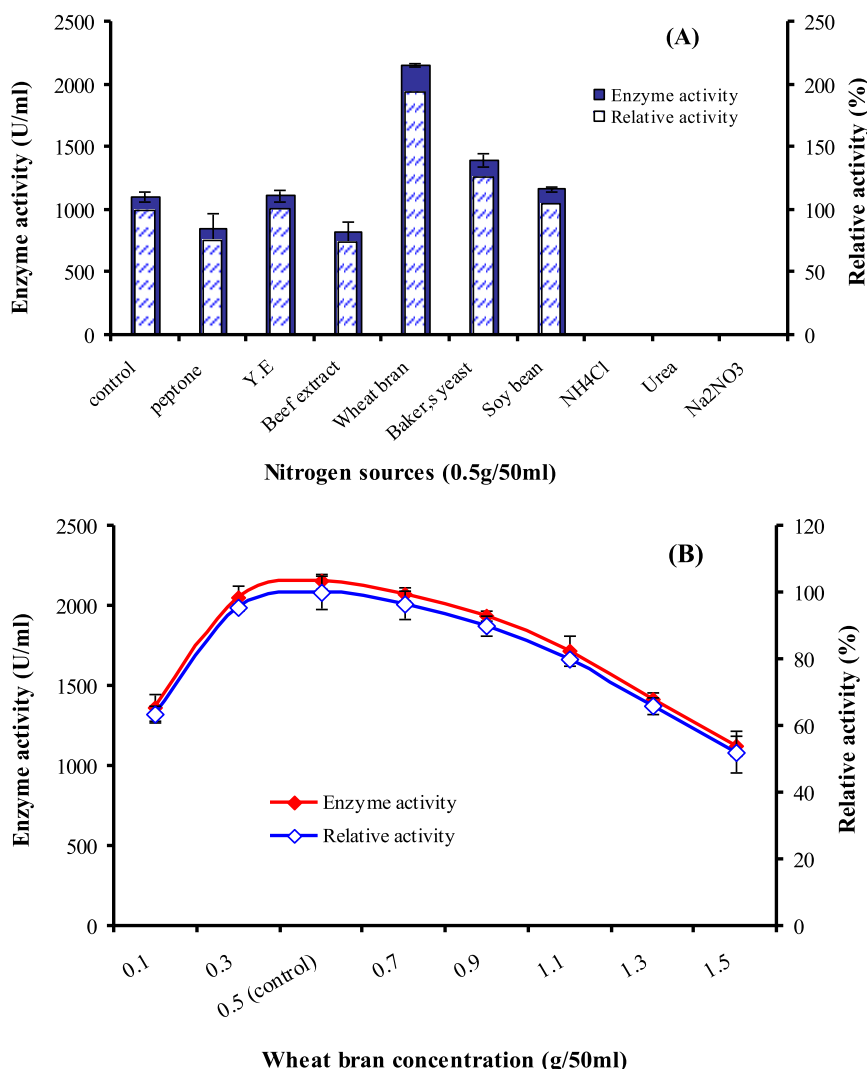 (A)
Enzyme activity (U/ml)
2500
2000
1500
1000
500
0
Relative activity (%)
250
200
150
100
50
0
Enzyme activity
Relative activity
control
peptone
Y.E
Beef extract
Wheat bran
Baker,s yeast
Soy bean
NH4Cl
Urea
Na2NO3
Nitrogen sources (0.5g/50ml)
(B)
Enzyme activity (U/ml)
2500
2000
1500
1000
500
0
Relative activity (%)
120
100
80
60
40
20
0
Enzyme activity
Relative activity
0.1
0.3
0.5 (control)
0.7
0.9
1.1
1.3
1.5
Wheat bran concentration (g/50ml)